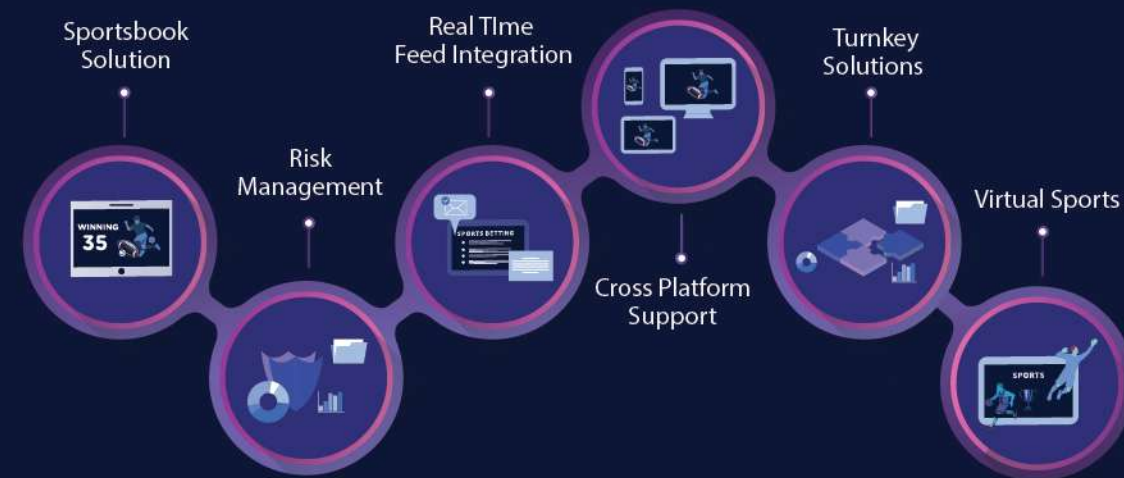 Sportsbook
Solution
Risk
Management
Real TIme
Feed Integration
Cross Platform
Support
Turnkey
Solutions
Virtual Sports
WINNING
35
SPORTS BETTING
SPORTS